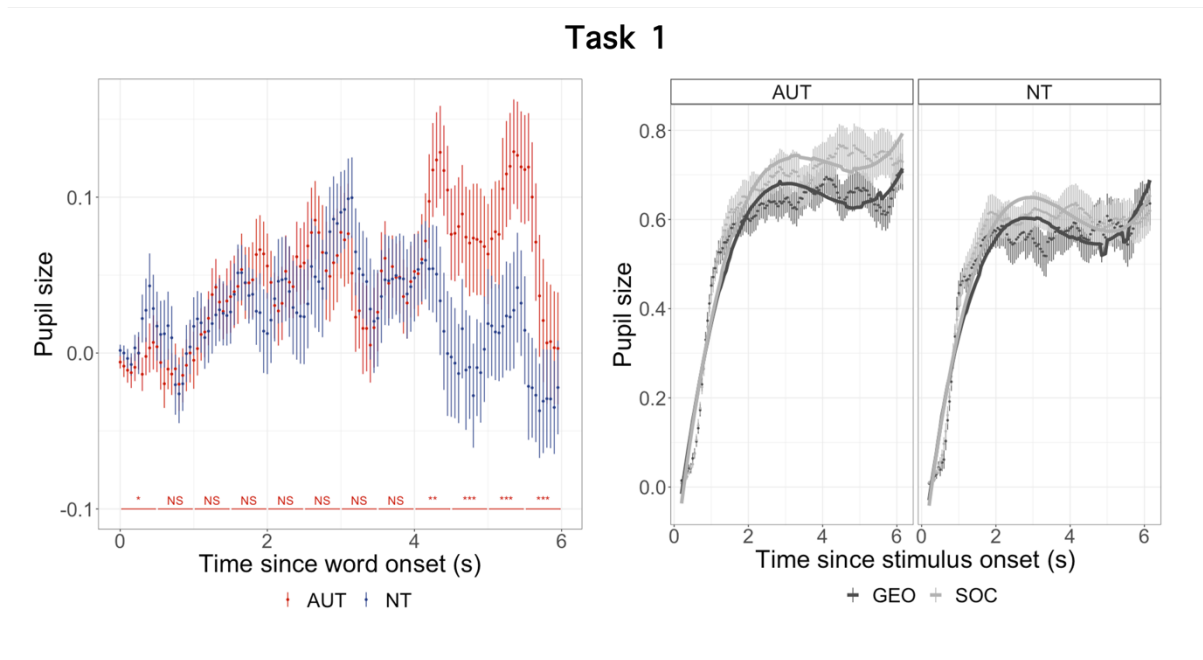 Task 1
Pupil size
0.1
0.0
-0.1
* NS NS NS NS NS NS NS ** *** *** ***
0 2 4 6
Time since word onset (s)
AUT NT
AUT NT
Pupil size
0.8
0.6
0.4
0.2
0.0
0 2 4 6 0 2 4 6
Time since stimulus onset (s)
GEO SOC